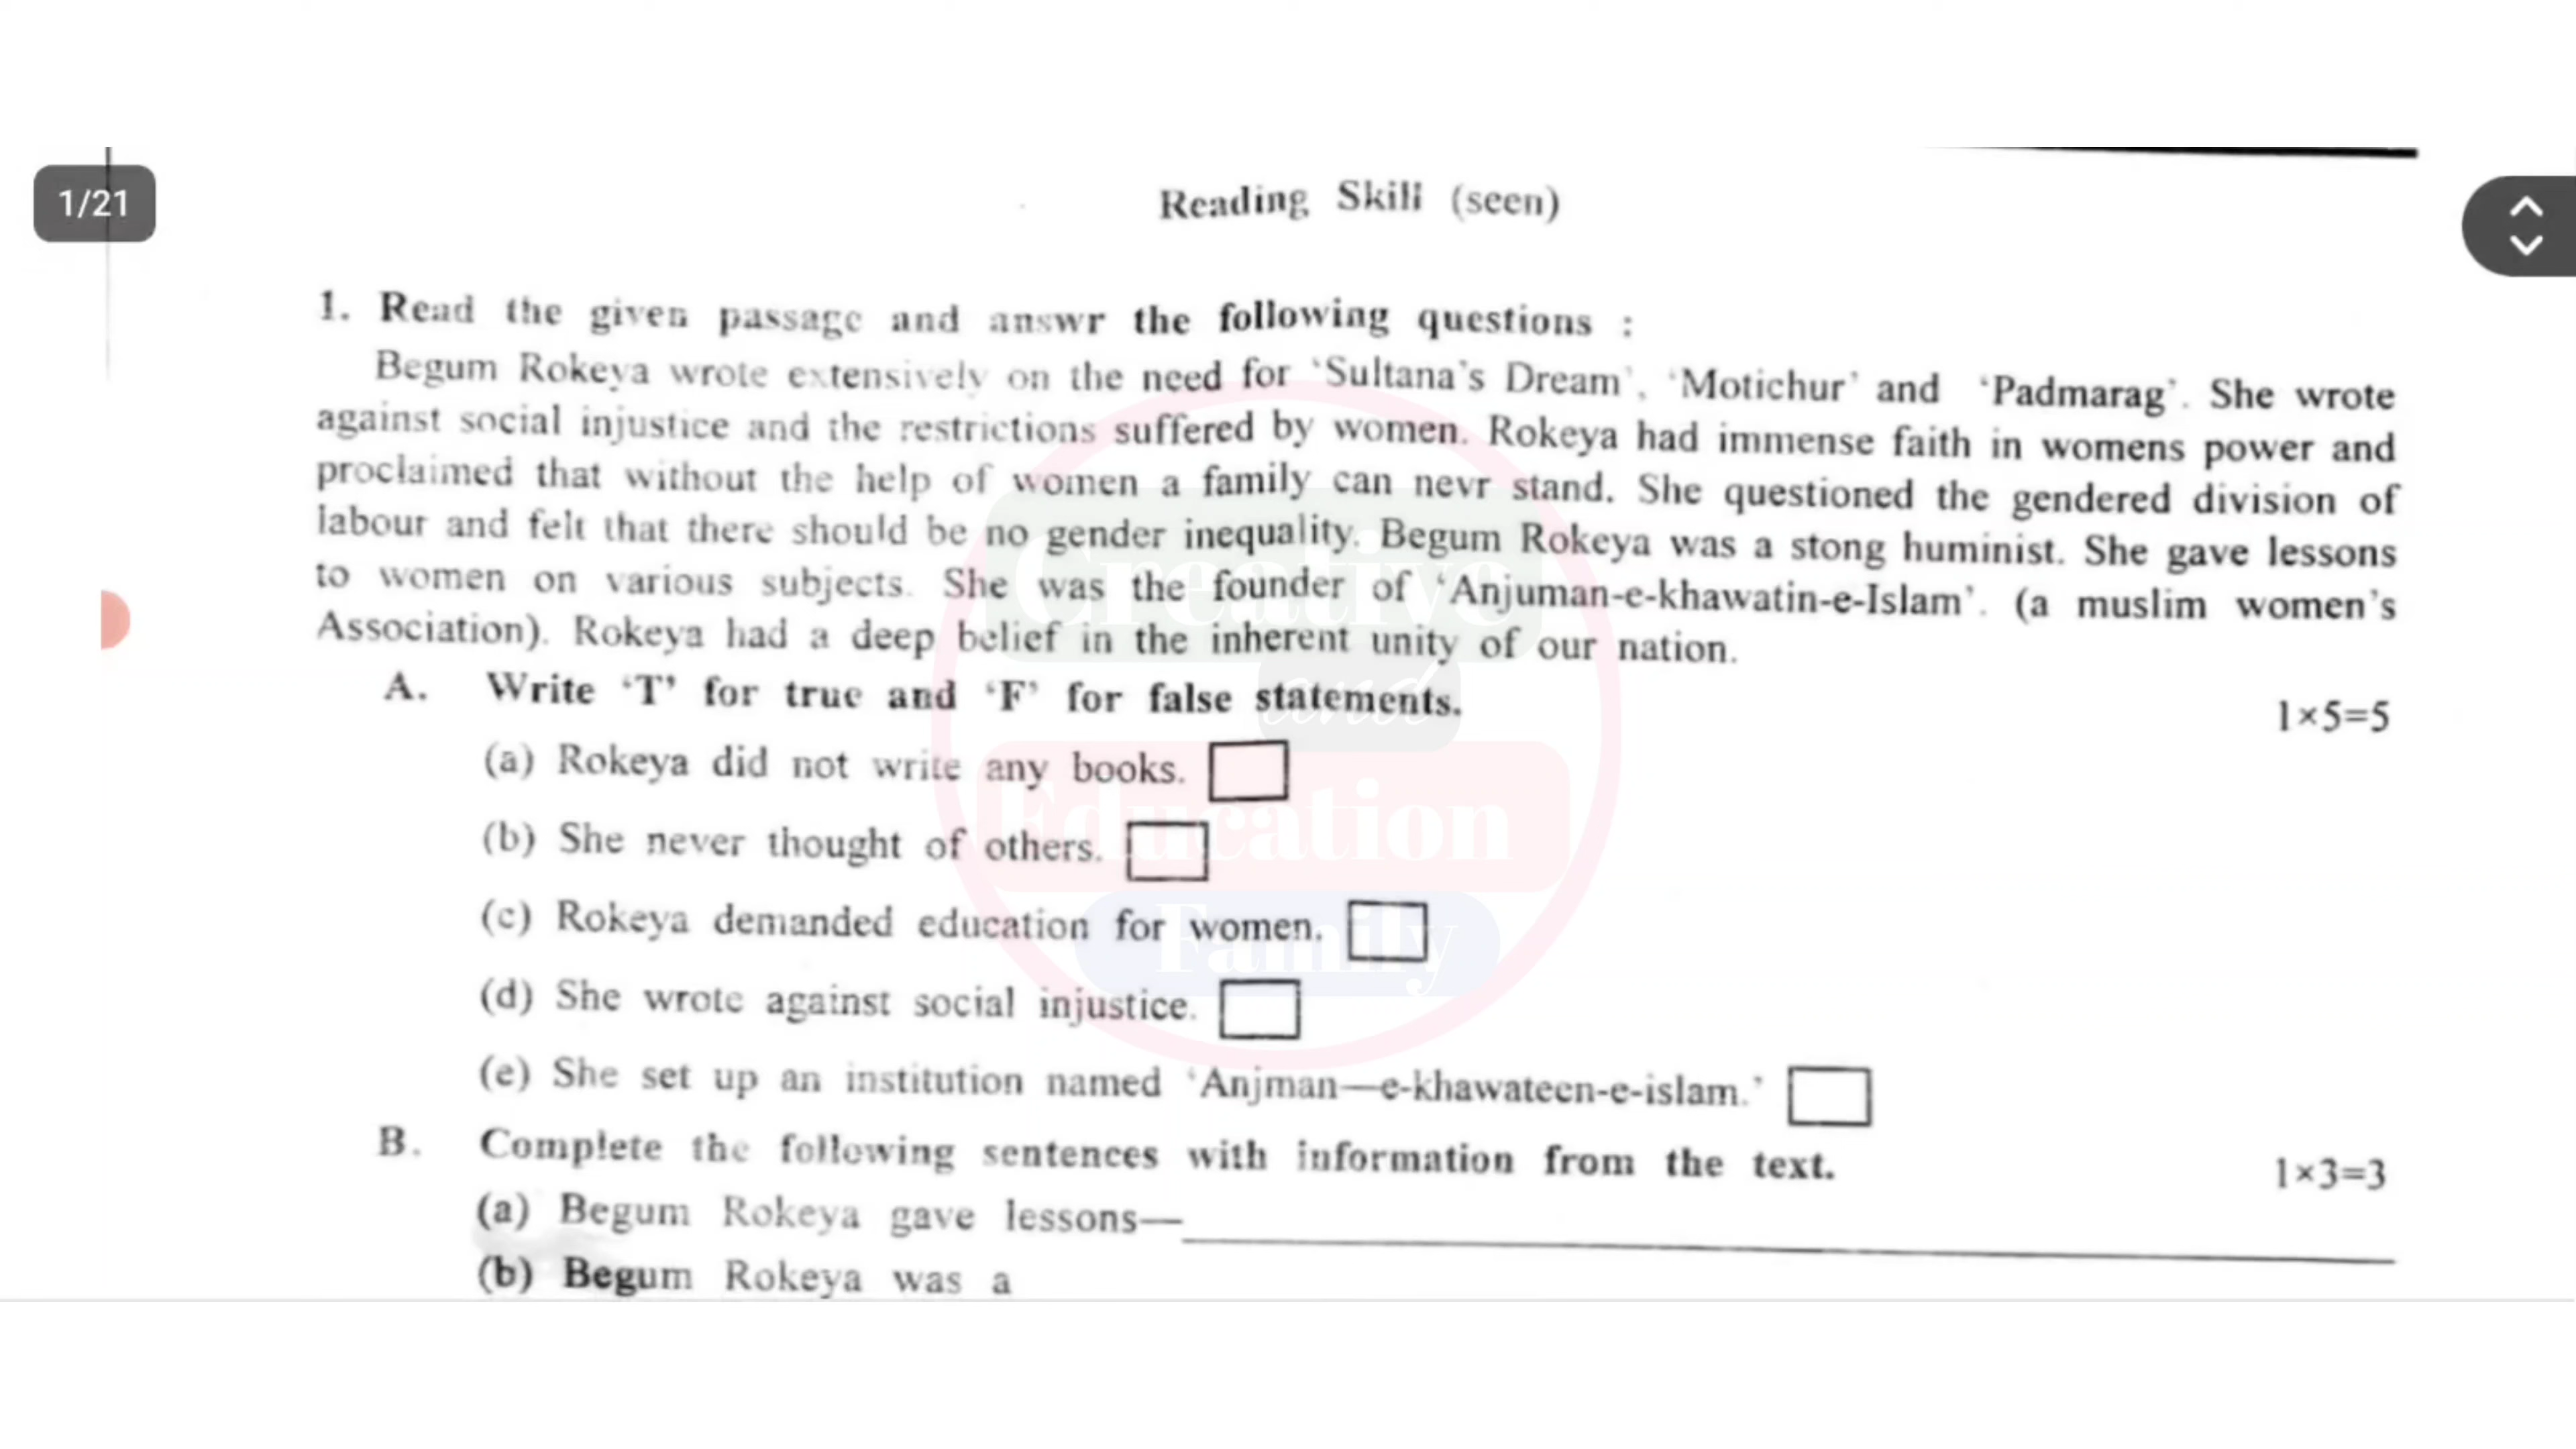 1/21
Reading Skill (seen)
1. Read the given passage and answr the following questions :
Begum Rokeya wrote extensively on the need for ‘Sultana’s Dream’, ‘Motichur’ and ‘Padmarag’. She wrote
against social injustice and the restrictions suffered by women. Rokeya had immense faith in womens power and
proclaimed that without the help of women a family can nevr stand. She questioned the gendered division of
labour and felt that there should be no gender inequality. Begum Rokeya was a stong huminist. She gave lessons
to women on various subjects. She was the founder of ‘Anjuman-e-khawatin-e-Islam’. (a muslim women’s
Association). Rokeya had a deep belief in the inherent unity of our nation.
A. Write ‘T’ for true and ‘F’ for false statements. 1×5=5
(a) Rokeya did not write any books.
(b) She never thought of others.
(c) Rokeya demanded education for women.
(d) She wrote against social injustice.
(e) She set up an institution named ‘Anjman—e-khawateen-e-islam.’
B. Complete the following sentences with information from the text. 1×3=3
(a) Begum Rokeya gave lessons—
(b) Begum Rokeya was a
Creative
and
Education
Family